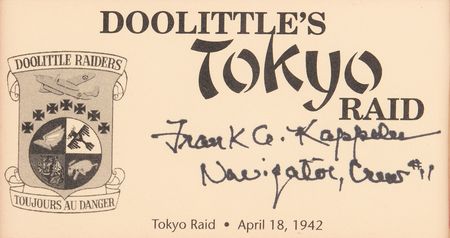 DOOLITTLE'S
Tokyo
RAID
DOOLITTLE RAIDERS
TOUJOURS AU DANGER
Frank A. Kappeler
Navigator, Crew #11
Tokyo Raid • April 18, 1942